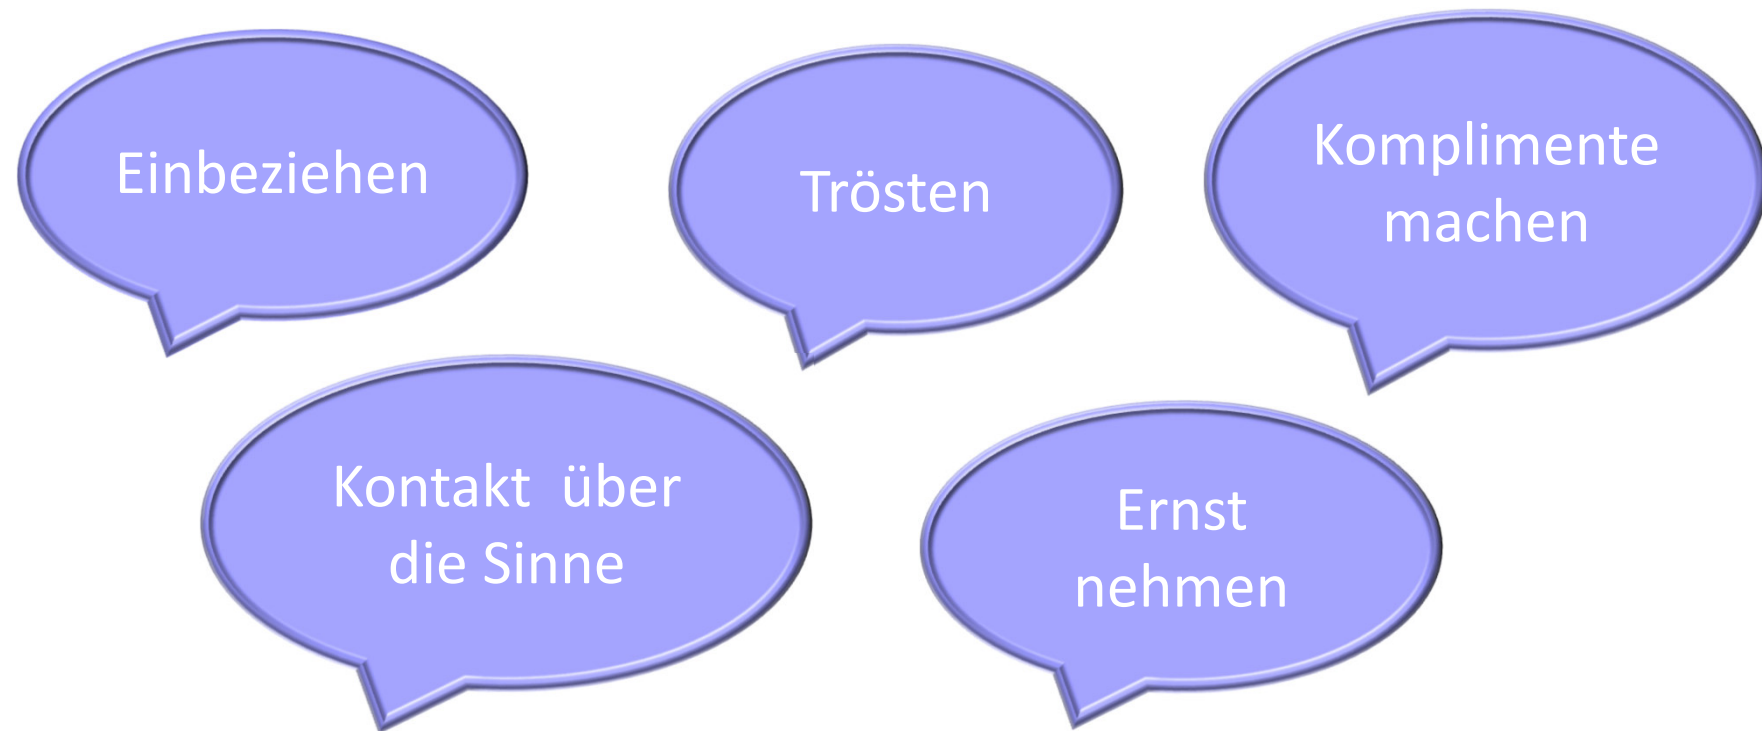 Einbeziehen
Trösten
Komplimente
machen
Kontakt  über
die Sinne
Ernst
nehmen